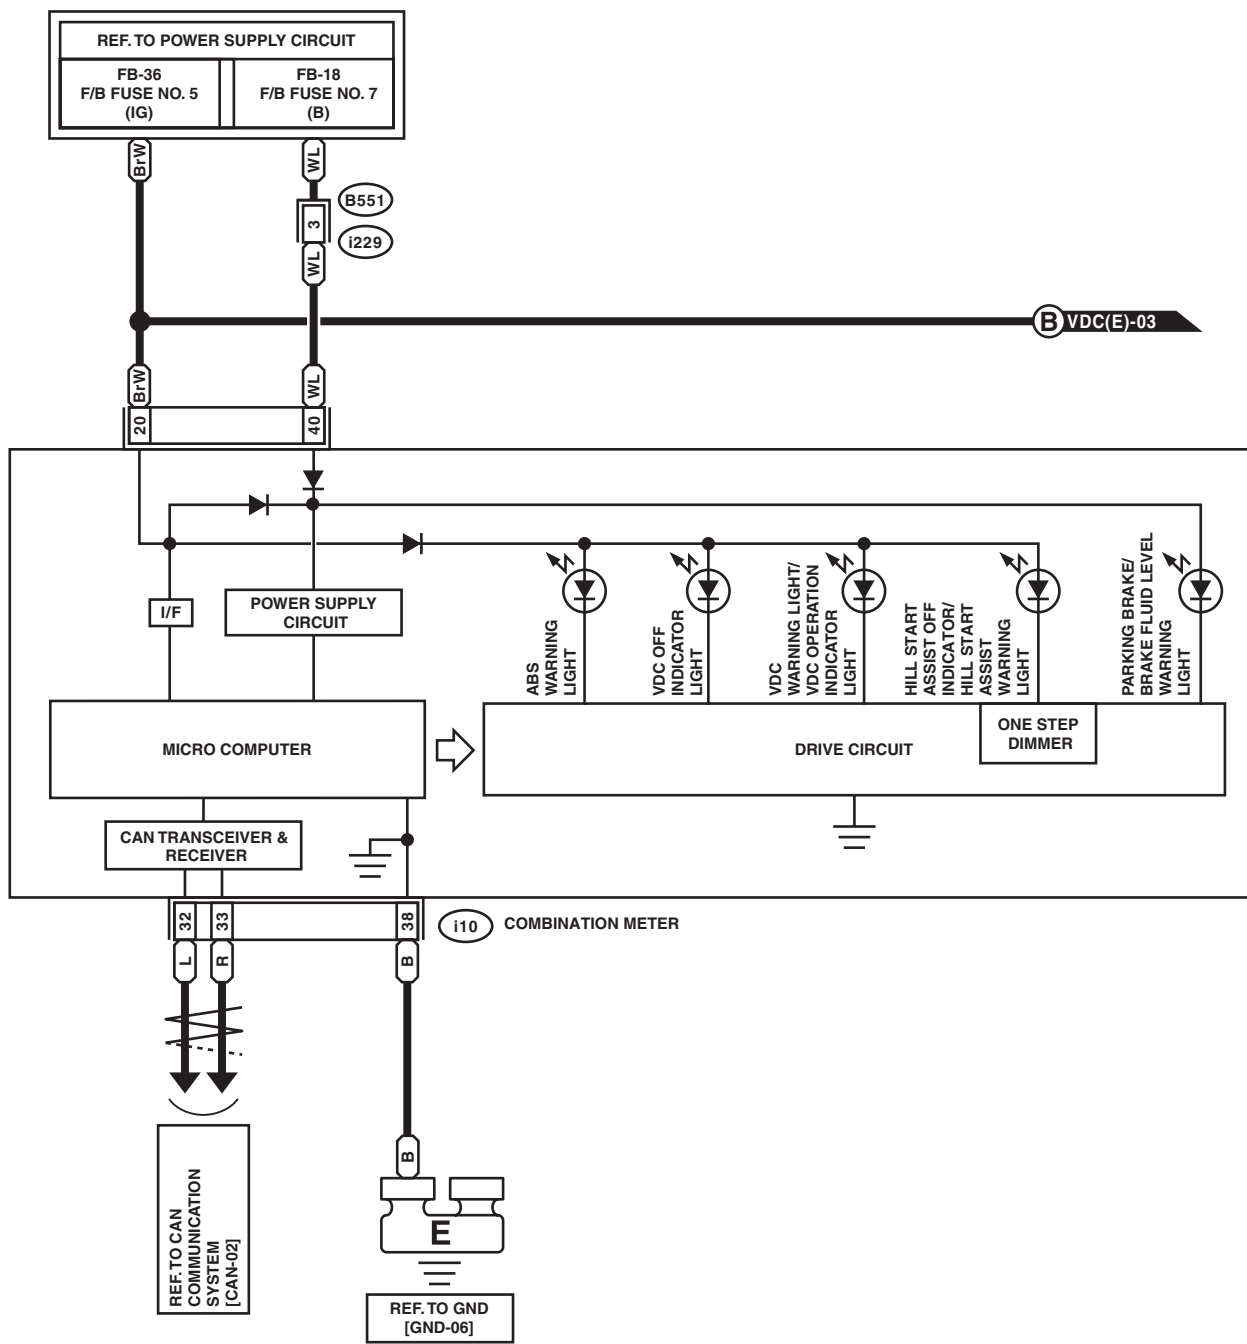 REF. TO POWER SUPPLY CIRCUIT
FB-36
F/B FUSE NO. 5
(IG)
FB-18
F/B FUSE NO. 7
(B)
BrW
WL
B551
3
i229
WL
B VDC(E)-03
BrW
WL
20
40
I/F
POWER SUPPLY
CIRCUIT
ABS
WARNING
LIGHT
VDC OFF
INDICATOR
LIGHT
VDC
WARNING LIGHT/
VDC OPERATION
INDICATOR
LIGHT
HILL START
ASSIST OFF
INDICATOR/
HILL START
ASSIST
WARNING
LIGHT
PARKING BRAKE/
BRAKE FLUID LEVEL
WARNING
LIGHT
MICRO COMPUTER
DRIVE CIRCUIT
ONE STEP
DIMMER
CAN TRANSCEIVER &
RECEIVER
32
33
38
i10 COMBINATION METER
L
R
B
B
E
REF. TO CAN
COMMUNICATION
SYSTEM
[CAN-02]
REF. TO GND
[GND-06]